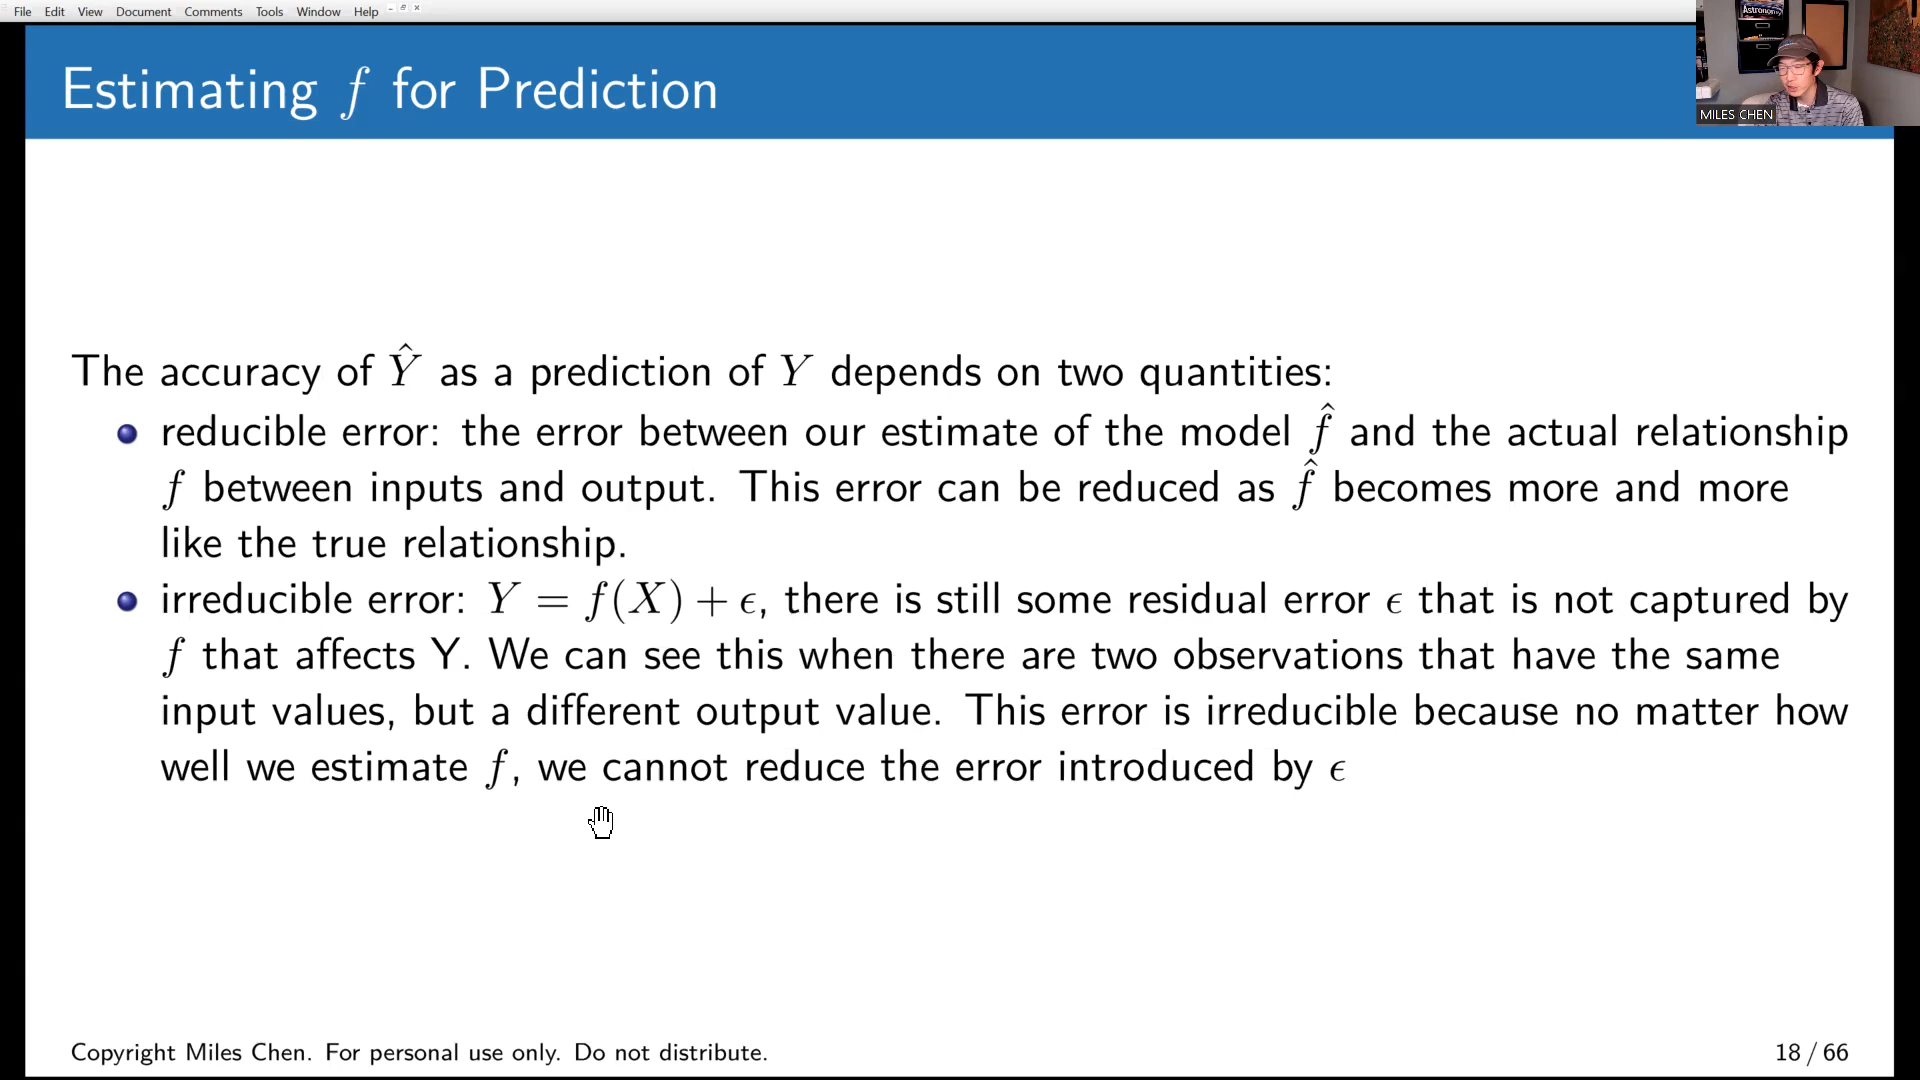 File Edit View Document Comments Tools Window Help
Astronomy
MILES CHEN
Estimating f for Prediction
The accuracy of Ŷ as a prediction of Y depends on two quantities:
reducible error: the error between our estimate of the model f̂ and the actual relationship
f between inputs and output. This error can be reduced as f̂ becomes more and more
like the true relationship.
irreducible error: Y = f(X) + ϵ, there is still some residual error ϵ that is not captured by
f that affects Y. We can see this when there are two observations that have the same
input values, but a different output value. This error is irreducible because no matter how
well we estimate f, we cannot reduce the error introduced by ϵ
Copyright Miles Chen. For personal use only. Do not distribute.
18 / 66